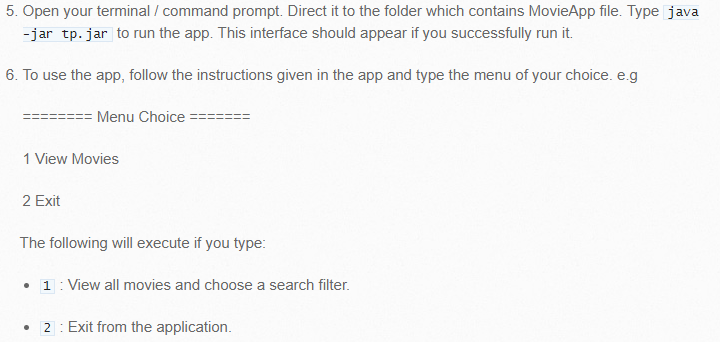 5. Open your terminal / command prompt. Direct it to the folder which contains MovieApp file. Type java
-jar tp.jar to run the app. This interface should appear if you successfully run it.
6. To use the app, follow the instructions given in the app and type the menu of your choice. e.g
======== Menu Choice =======
1 View Movies
2 Exit
The following will execute if you type:
• 1 : View all movies and choose a search filter.
• 2 : Exit from the application.